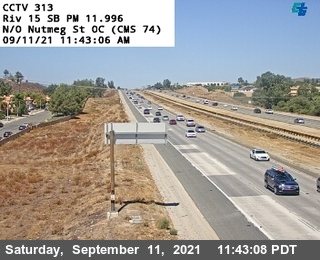 CCTV 313
Riv 15 SB PM 11.996
N/O Nutmeg St OC (CMS 74)
09/11/21 11:43:06 AM
Saturday, September 11, 2021 11:43:08 PDT